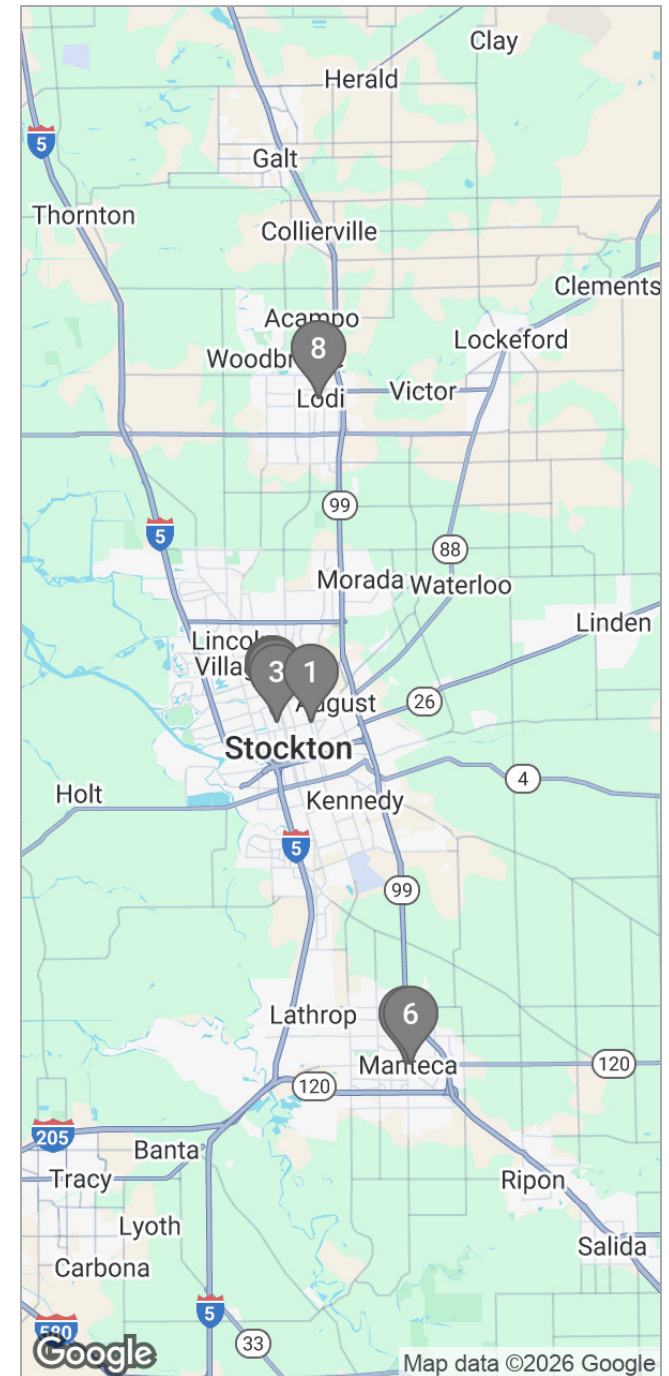 Clay
Herald
5
Galt
Thornton
Collierville
Clements
Acampo
Lockeford
8
Victor
Lodi
99
5
88
Morada
Waterloo
Linden
3
1
26
Stockton
4
Holt
Kennedy
5
99
Lathrop
6
Manteca
120
120
205
Banta
Tracy
Ripon
Lyoth
Salida
Carbona
5
580
33
Google
Map data ©2026 Google